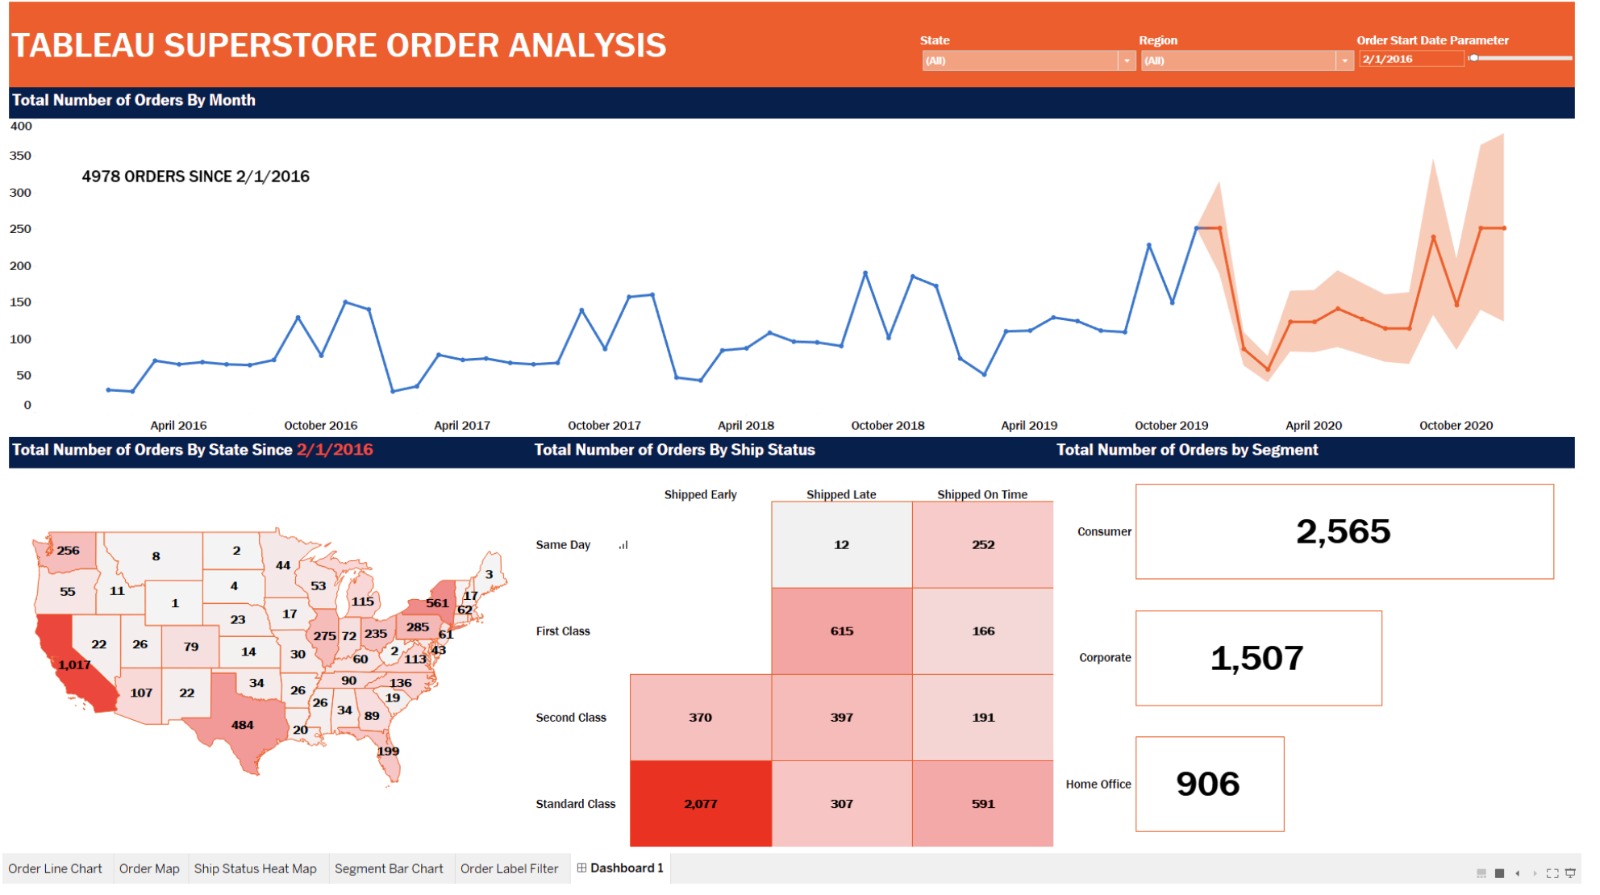 TABLEAU SUPERSTORE ORDER ANALYSIS
State
(All)
Region
(All)
Order Start Date Parameter
2/1/2016
Total Number of Orders By Month
400
350
300
250
200
150
100
50
0
4978 ORDERS SINCE 2/1/2016
April 2016
October 2016
April 2017
October 2017
April 2018
October 2018
April 2019
October 2019
April 2020
October 2020
Total Number of Orders By State Since 2/1/2016
256
8
2
44
3
55
11
4
53
17
1
115
561
62
23
17
22
26
79
275
72
235
285
61
14
30
60
2
113
43
1,017
107
22
34
26
90
136
19
484
26
34
89
20
199
Total Number of Orders By Ship Status
Shipped Early Shipped Late Shipped On Time
Same Day 12 252
First Class 615 166
Second Class 370 397 191
Standard Class 2,077 307 591
Total Number of Orders by Segment
Consumer 2,565
Corporate 1,507
Home Office 906
Order Line Chart
Order Map
Ship Status Heat Map
Segment Bar Chart
Order Label Filter
Dashboard 1